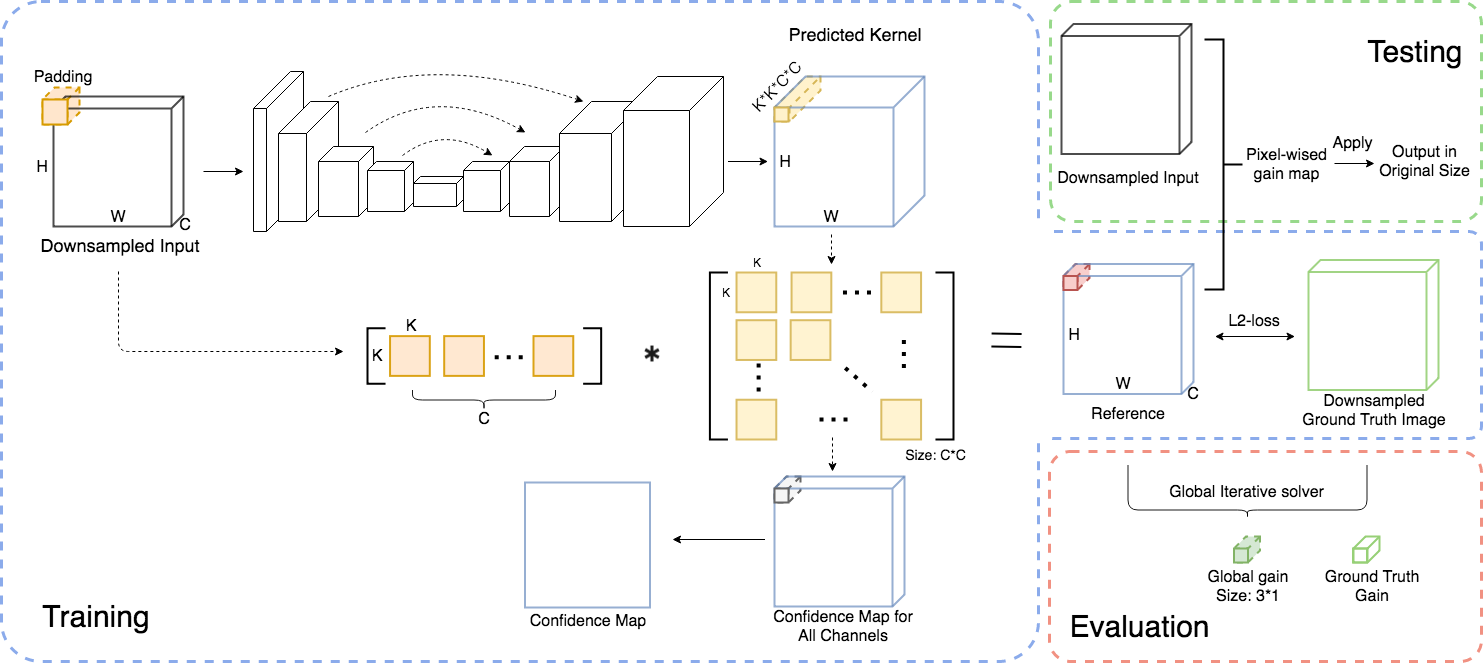 Padding
H
W
C
Downsampled Input
Predicted Kernel
K*K*C*C
H
W
K
K
C
*
K
K
Size: C*C
=
Confidence Map
Confidence Map for
All Channels
Training
Testing
Downsampled Input
Pixel-wised
gain map
Apply
Output in
Original Size
H
W
C
Reference
L2-loss
Downsampled
Ground Truth Image
Global Iterative solver
Global gain
Size: 3*1
Ground Truth
Gain
Evaluation